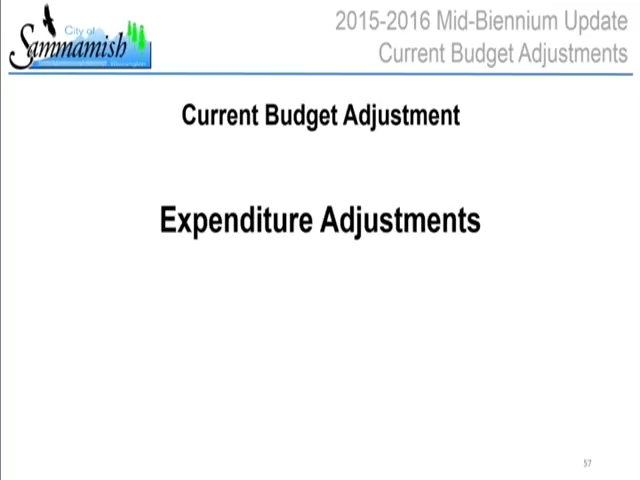 City of
Sammamish
2015-2016 Mid-Biennium Update
Current Budget Adjustments
Current Budget Adjustment
Expenditure Adjustments
57